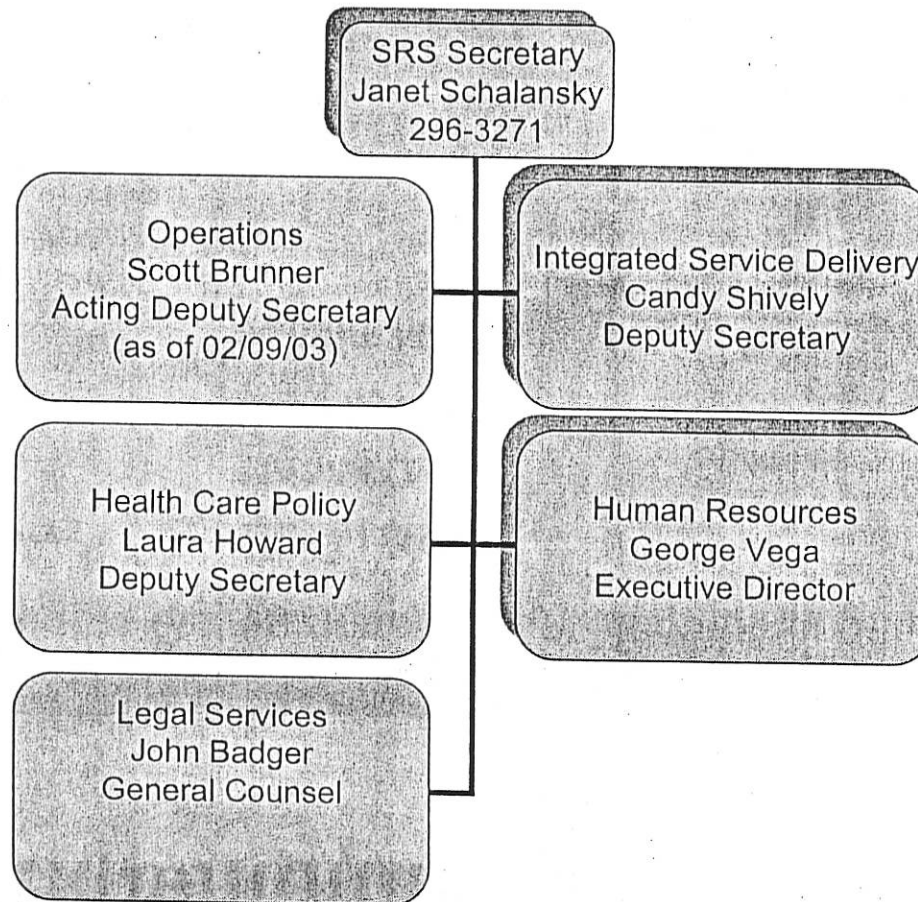 SRS Secretary
Janet Schalansky
296-3271
Operations
Scott Brunner
Acting Deputy Secretary
(as of 02/09/03)
Integrated Service Delivery
Candy Shively
Deputy Secretary
Health Care Policy
Laura Howard
Deputy Secretary
Human Resources
George Vega
Executive Director
Legal Services
John Badger
General Counsel